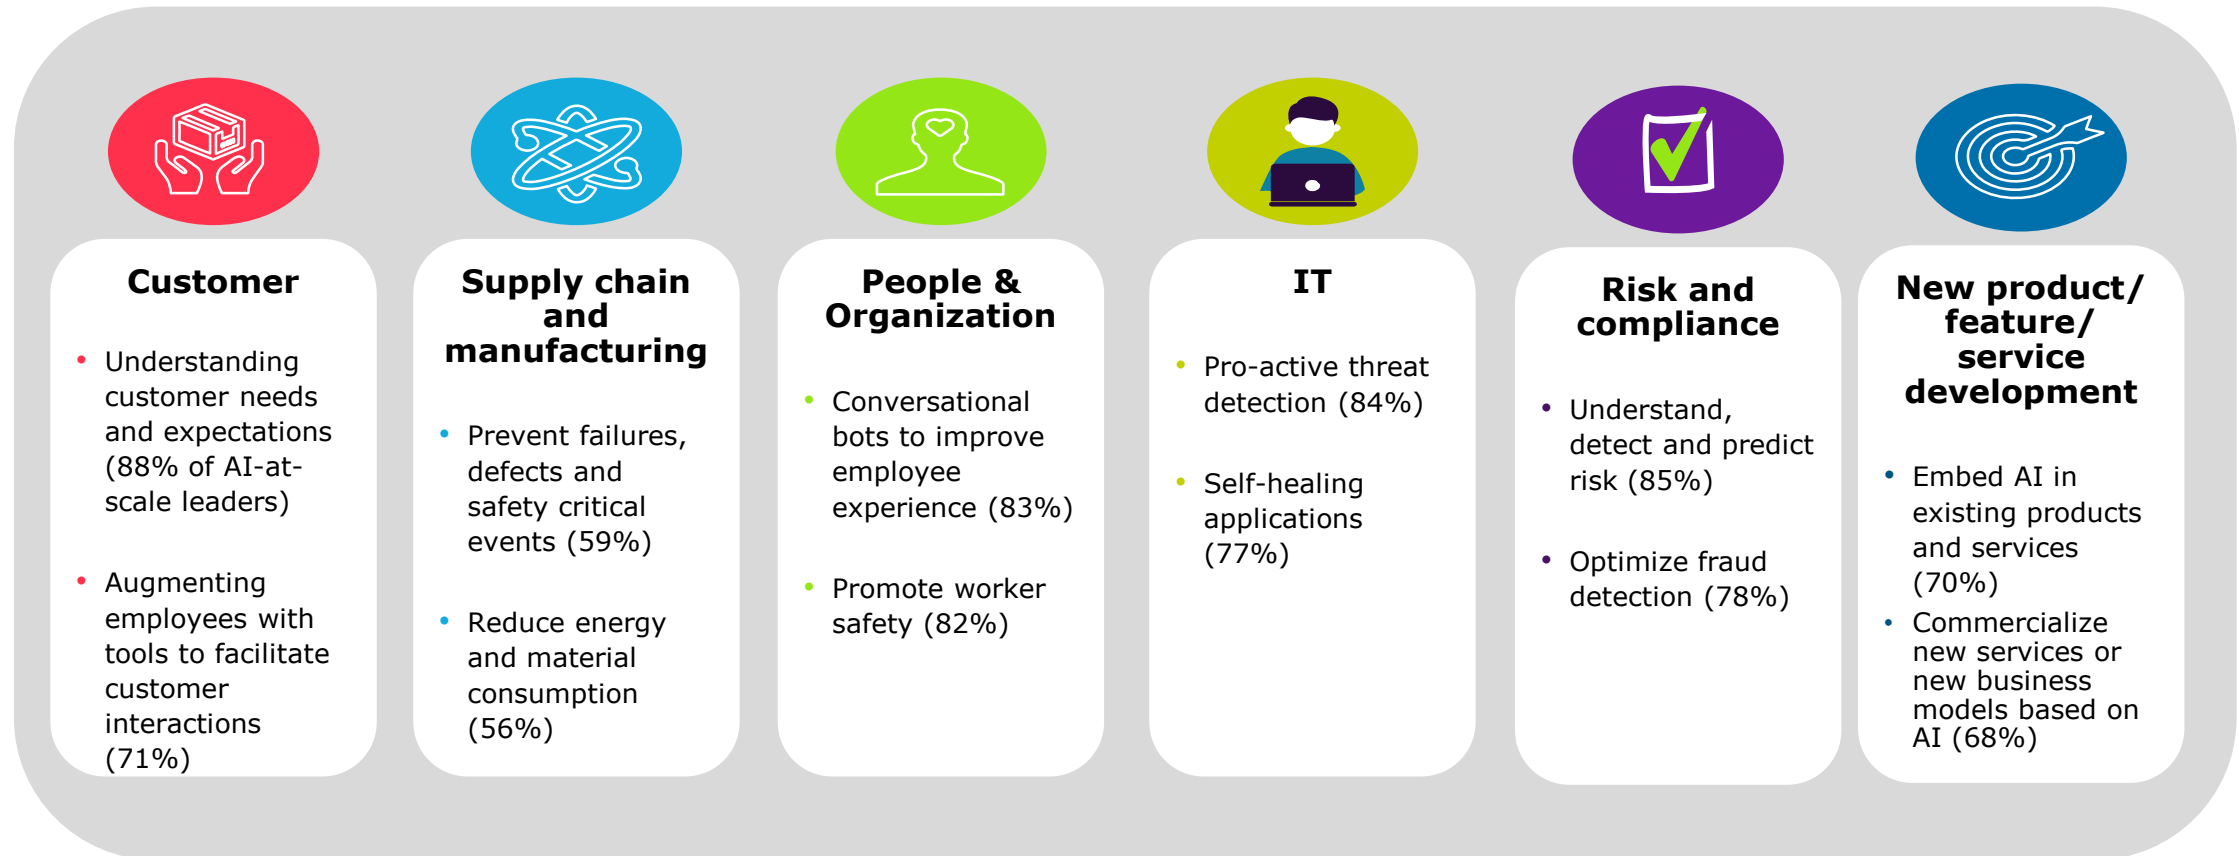 Customer
• Understanding
customer needs
and expectations
(88% of AI-at-
scale leaders)
• Augmenting
employees with
tools to facilitate
customer
interactions
(71%)
Supply chain
and
manufacturing
• Prevent failures,
defects and
safety critical
events (59%)
• Reduce energy
and material
consumption
(56%)
People &
Organization
• Conversational
bots to improve
employee
experience (83%)
• Promote worker
safety (82%)
IT
• Pro-active threat
detection (84%)
• Self-healing
applications
(77%)
Risk and
compliance
• Understand,
detect and predict
risk (85%)
• Optimize fraud
detection (78%)
New product/
feature/
service
development
• Embed AI in
existing products
and services
(70%)
• Commercialize
new services or
new business
models based on
AI (68%)